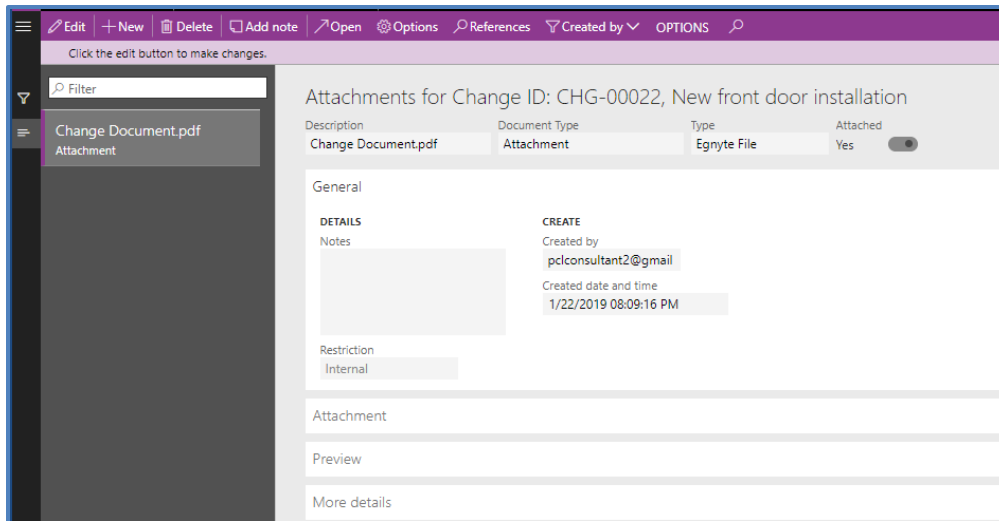 Edit +New Delete Add note Open Options References Created by OPTIONS
Click the edit button to make changes.
Filter
Change Document.pdf
Attachment
Attachments for Change ID: CHG-00022, New front door installation
Description Document Type Type Attached
Change Document.pdf Attachment Egnyte File Yes
General
DETAILS CREATE
Notes Created by
pclconsultant2@gmail
Created date and time
1/22/2019 08:09:16 PM
Restriction
Internal
Attachment
Preview
More details